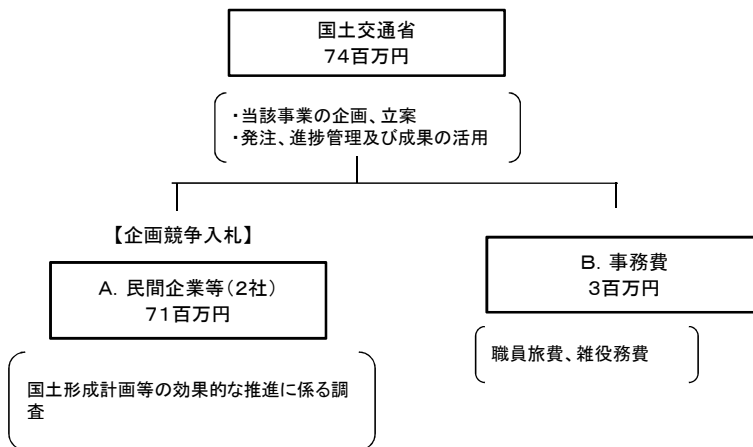 国土交通省
74百万円
・当該事業の企画、立案
・発注、進捗管理及び成果の活用
【企画競争入札】
A．民間企業等（2社）
71百万円
国土形成計画等の効果的な推進に係る調
査
B．事務費
3百万円
職員旅費、雑役務費